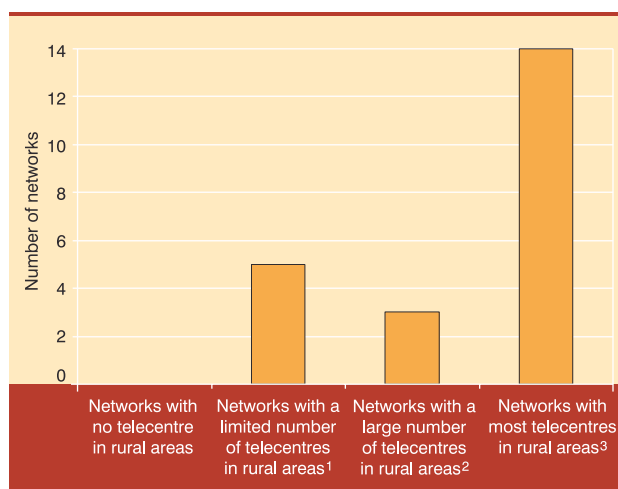 14
12
10
8
6
4
2
0
Number of networks
Networks with
no telecentre
in rural areas
Networks with a
limited number
of telecentres
in rural areas1
Networks with a
large number
of telecentres
in rural areas2
Networks with
most telecentres
in rural areas3